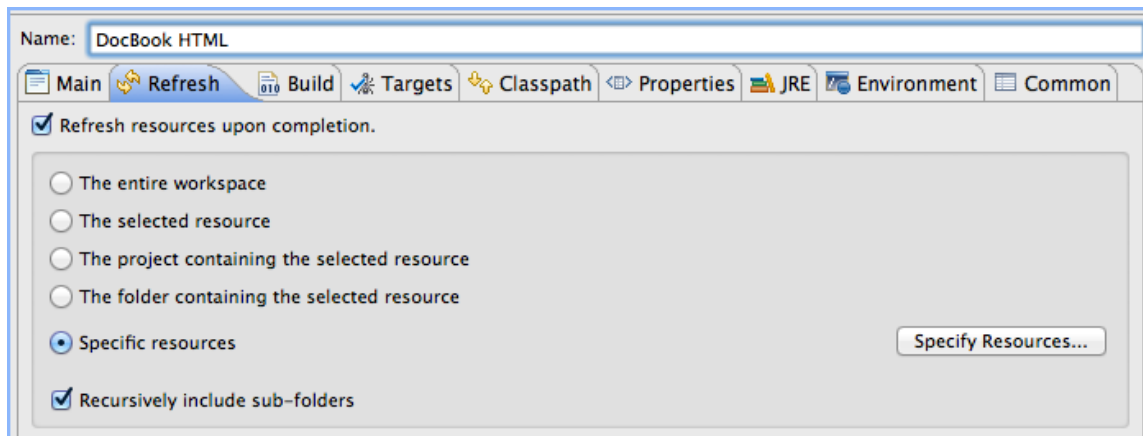 Name: DocBook HTML
Main Refresh Build Targets Classpath Properties JRE Environment Common
Refresh resources upon completion.
The entire workspace
The selected resource
The project containing the selected resource
The folder containing the selected resource
Specific resources Specify Resources...
Recursively include sub-folders